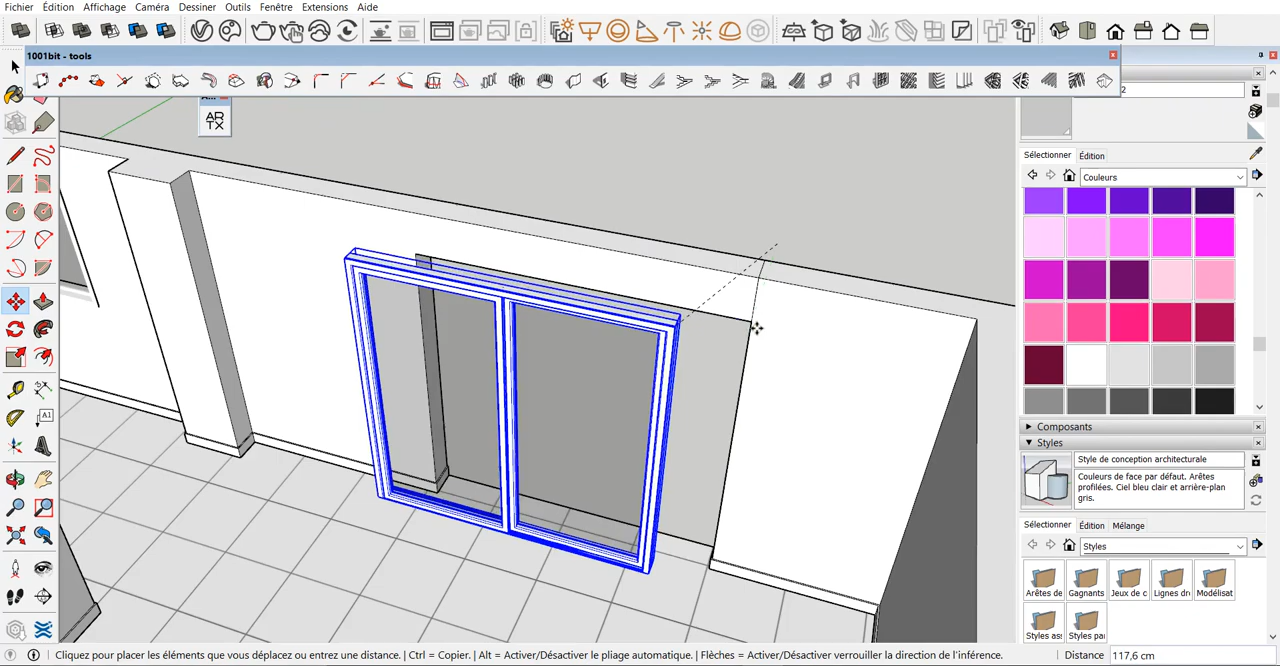 Fichier Édition Affichage Caméra Dessiner Outils Fenêtre Extensions Aide
1001bit - tools
ARTX
2
Sélectionner Édition
Couleurs
Composants
Styles
Style de conception architecturale
Couleurs de face par défaut. Arêtes
profilées. Ciel bleu clair et arrière-plan
gris.
Sélectionner Édition Mélange
Styles
Arêtes de Gagnants Jeux de c Lignes dr Modélisat
Styles ass Styles pa
Cliquez pour placer les éléments que vous déplacez ou entrez une distance. | Ctrl = Copier. | Alt = Activer/Désactiver le pliage automatique. | Flèches = Activer/Désactiver verrouiller la direction de l'inférence. Distance 117,6 cm